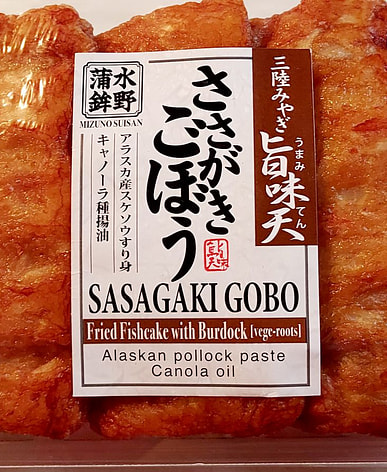 三陸みやぎ
旨味天
うまみ
てん
ささがき
ごぼう
水野
蒲鉾
MIZUNO SUISAN
アラスカ産スケソウすり身
キャノーラ種揚油
SASAGAKI GOBO
Fried Fishcake with Burdock [vege-roots]
Alaskan pollock paste
Canola oil